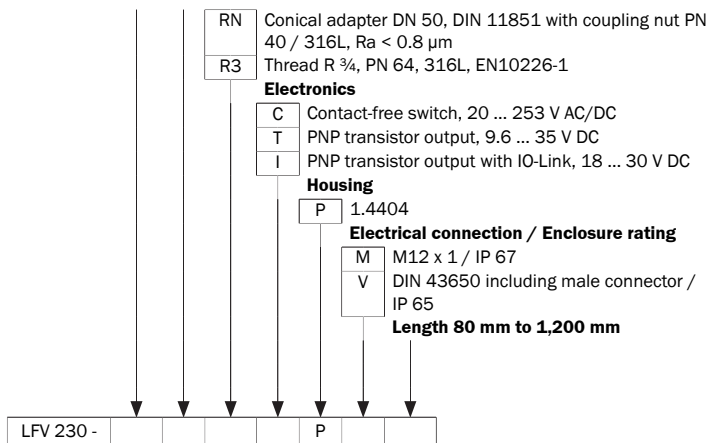 RN Conical adapter DN 50, DIN 11851 with coupling nut PN
40 / 316L, Ra < 0.8 µm
R3 Thread R ¾, PN 64, 316L, EN10226-1
Electronics
C Contact-free switch, 20 ... 253 V AC/DC
T PNP transistor output, 9.6 ... 35 V DC
I PNP transistor output with IO-Link, 18 ... 30 V DC
Housing
P 1.4404
Electrical connection / Enclosure rating
M M12 x 1 / IP 67
V DIN 43650 including male connector /
IP 65
Length 80 mm to 1,200 mm
LFV 230 - P